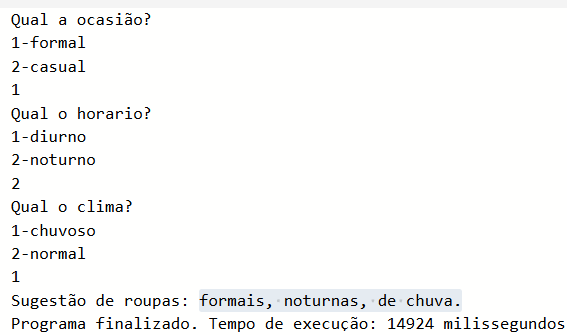 Qual a ocasião?
1-formal
2-casual
1
Qual o horario?
1-diurno
2-noturno
2
Qual o clima?
1-chuvoso
2-normal
1
Sugestão de roupas: formais, noturnas, de chuva.
Programa finalizado. Tempo de execução: 14924 milissegundos